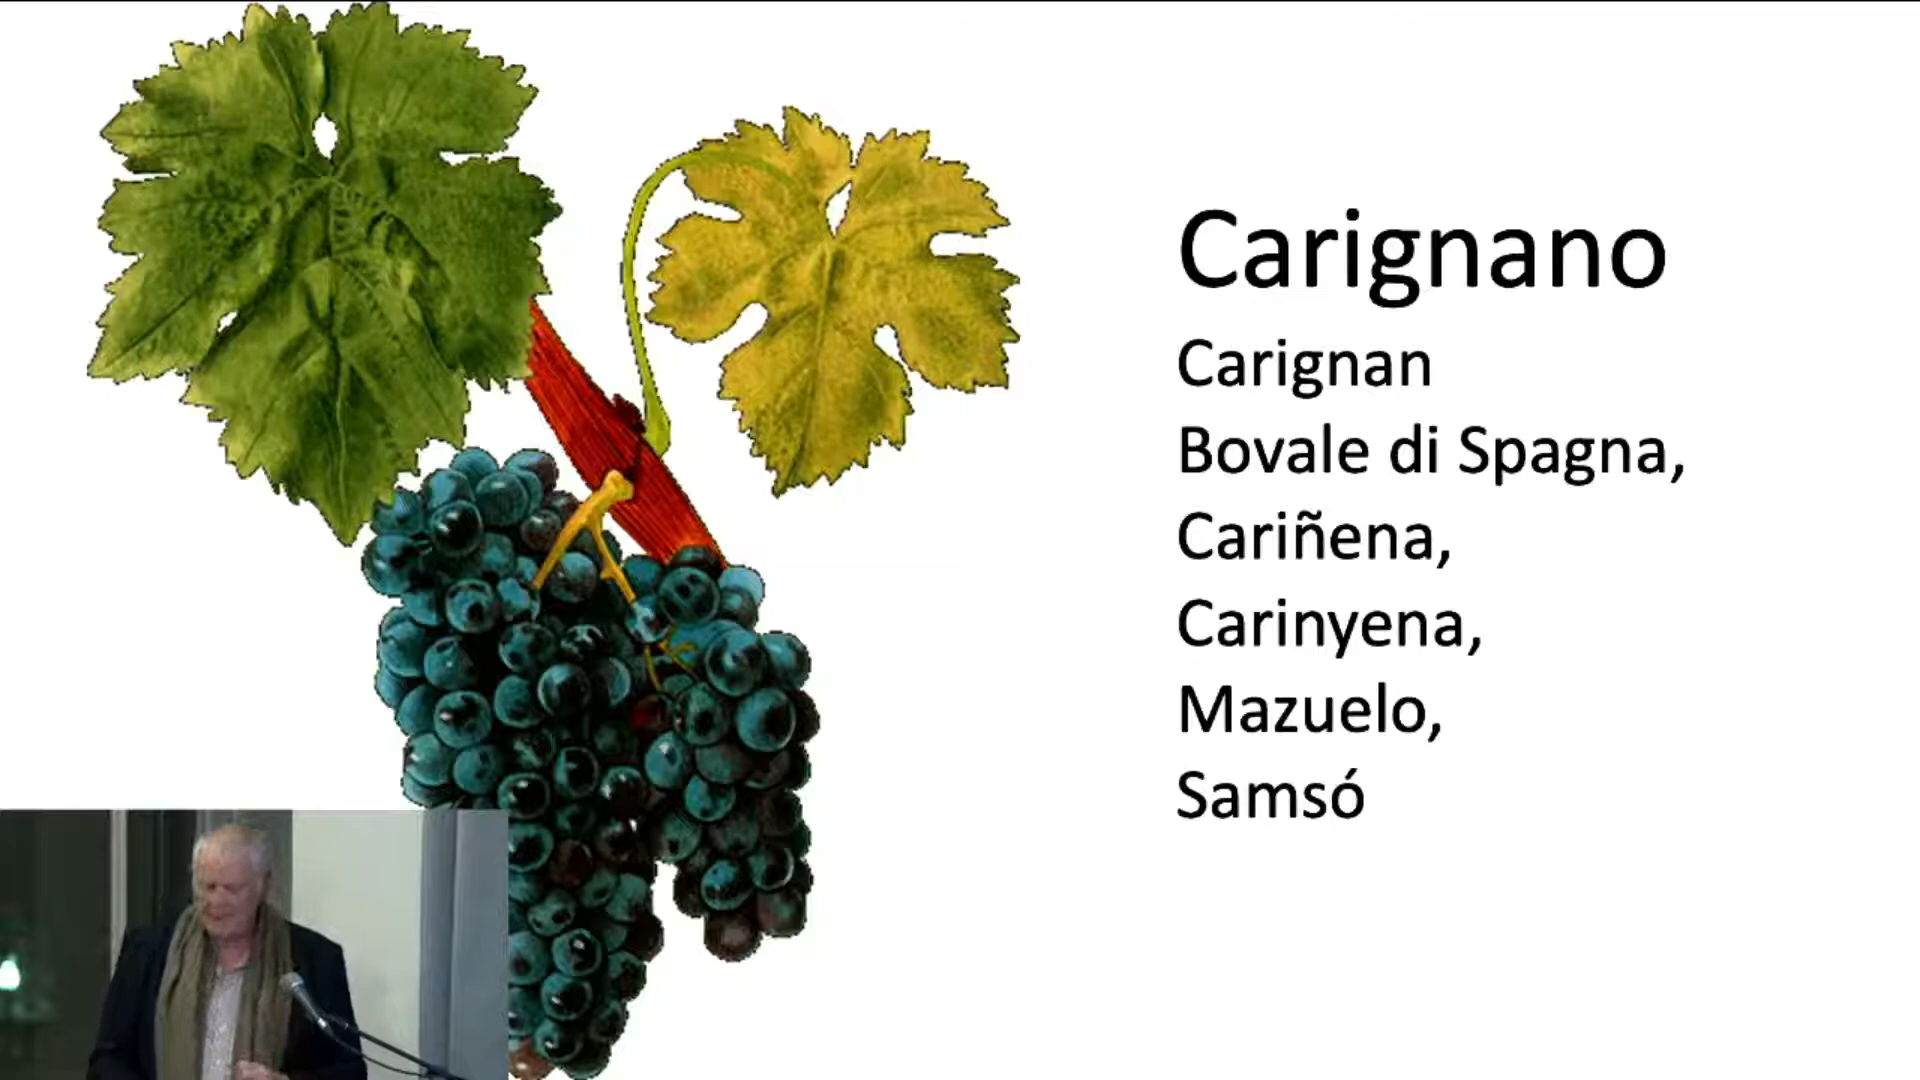 Carignano
Carignan
Bovale di Spagna,
Cariñena,
Carinyena,
Mazuelo,
Samsó